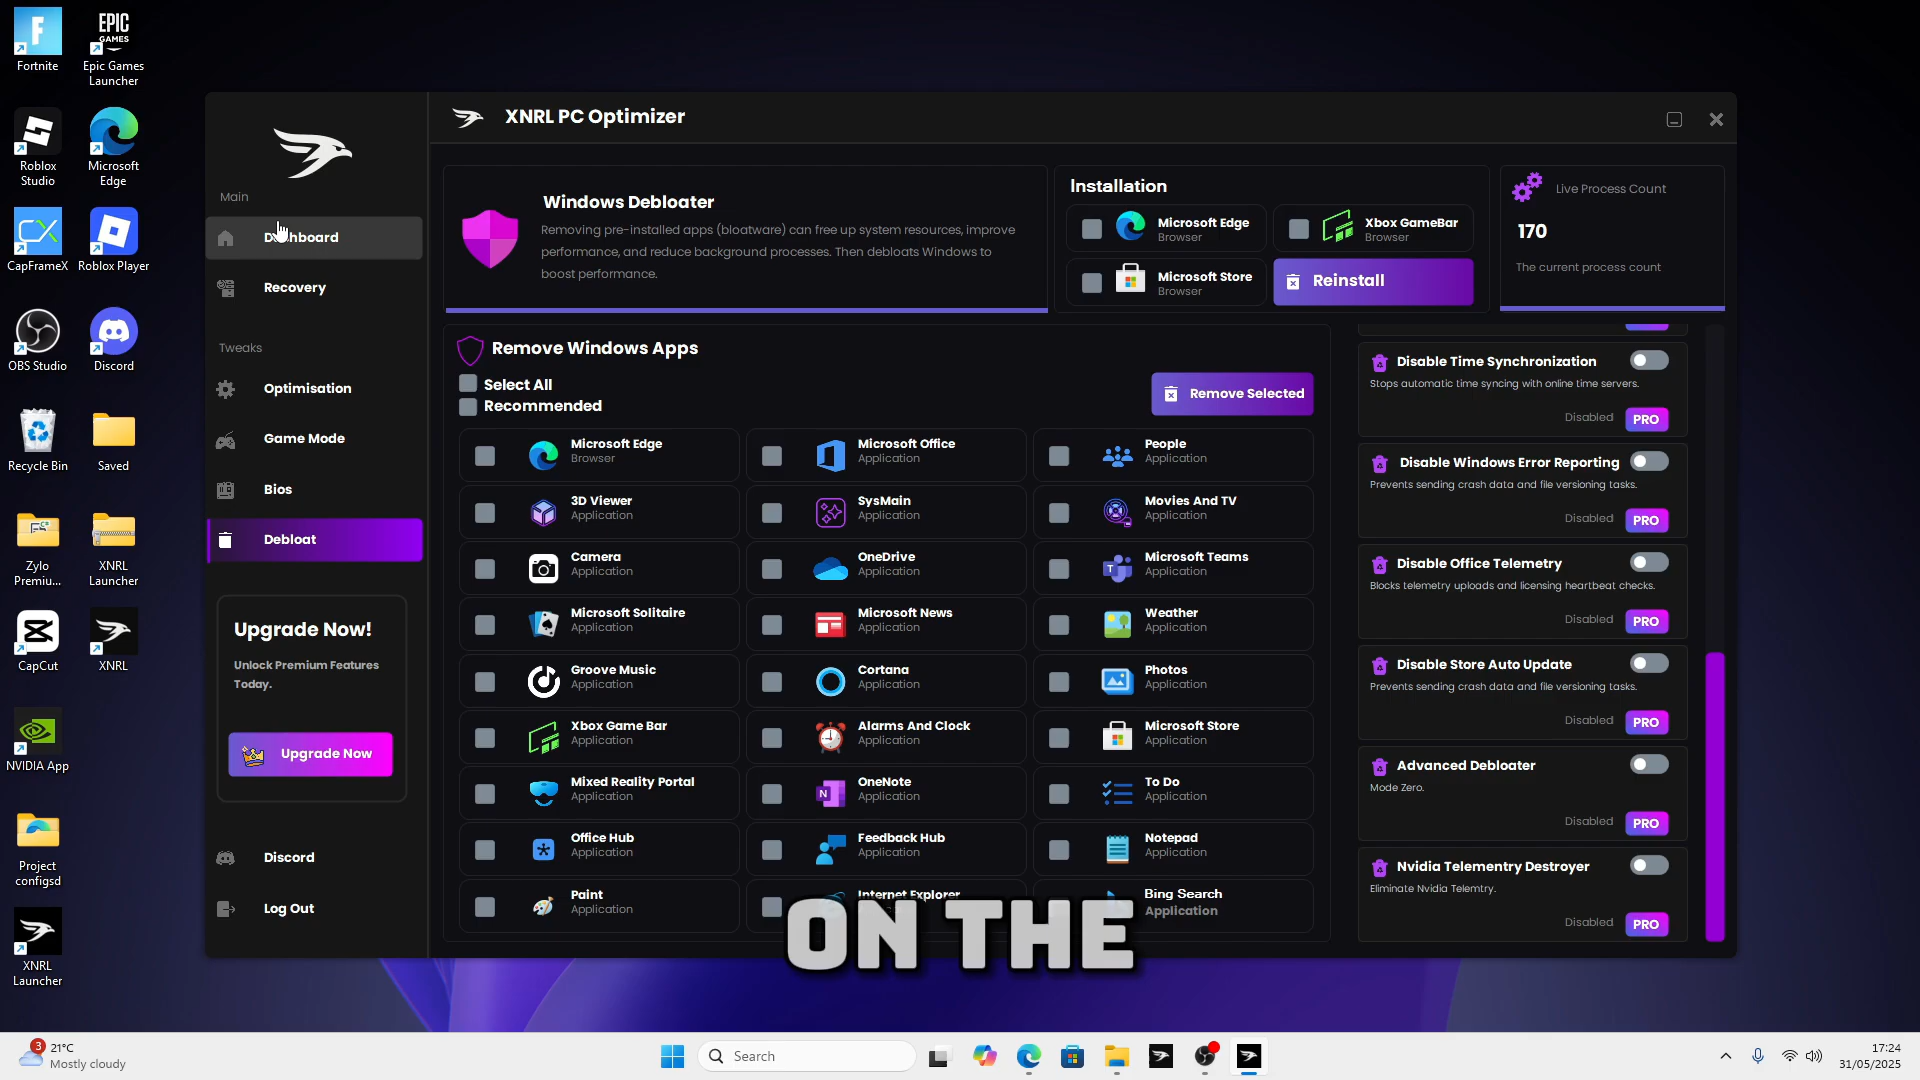 Fortnite
EPIC
GAMES
Epic Games
Launcher
Roblox
Studio
Microsoft
Edge
CapFrameX
Roblox Player
OBS Studio
Discord
Recycle Bin
Saved
Zylo
Premiu...
XNRL
Launcher
CapCut
XNRL
NVIDIA App
Project
configsd
XNRL
Launcher
XNRL PC Optimizer
Main
Dashboard
Recovery
Tweaks
Optimisation
Game Mode
Bios
Debloat
Upgrade Now!
Unlock Premium Features
Today.
Upgrade Now
Discord
Log Out
Windows Debloater
Removing pre-installed apps (bloatware) can free up system resources, improve
performance, and reduce background processes. Then debloats Windows to
boost performance.
Installation
Microsoft Edge
Browser
Xbox GameBar
Browser
Microsoft Store
Browser
Reinstall
Live Process Count
170
The current process count
Remove Windows Apps
Select All
Recommended
Remove Selected
Microsoft Edge
Browser
Microsoft Office
Application
People
Application
3D Viewer
Application
SysMain
Application
Movies And TV
Application
Camera
Application
OneDrive
Application
Microsoft Teams
Application
Microsoft Solitaire
Application
Microsoft News
Application
Weather
Application
Groove Music
Application
Cortana
Application
Photos
Application
Xbox Game Bar
Application
Alarms And Clock
Application
Microsoft Store
Application
Mixed Reality Portal
Application
OneNote
Application
To Do
Application
Office Hub
Application
Feedback Hub
Application
Notepad
Application
Paint
Application
Internet Explorer
Bing Search
Application
ON THE
Disable Time Synchronization
Stops automatic time syncing with online time servers.
Disabled
PRO
Disable Windows Error Reporting
Prevents sending crash data and file versioning tasks.
Disabled
PRO
Disable Office Telemetry
Blocks telemetry uploads and licensing heartbeat checks.
Disabled
PRO
Disable Store Auto Update
Prevents sending crash data and file versioning tasks.
Disabled
PRO
Advanced Debloater
Mode Zero.
Disabled
PRO
Nvidia Telementry Destroyer
Eliminate Nvidia Telemtry.
Disabled
PRO
3
21°C
Mostly cloudy
Search
17:24
31/05/2025